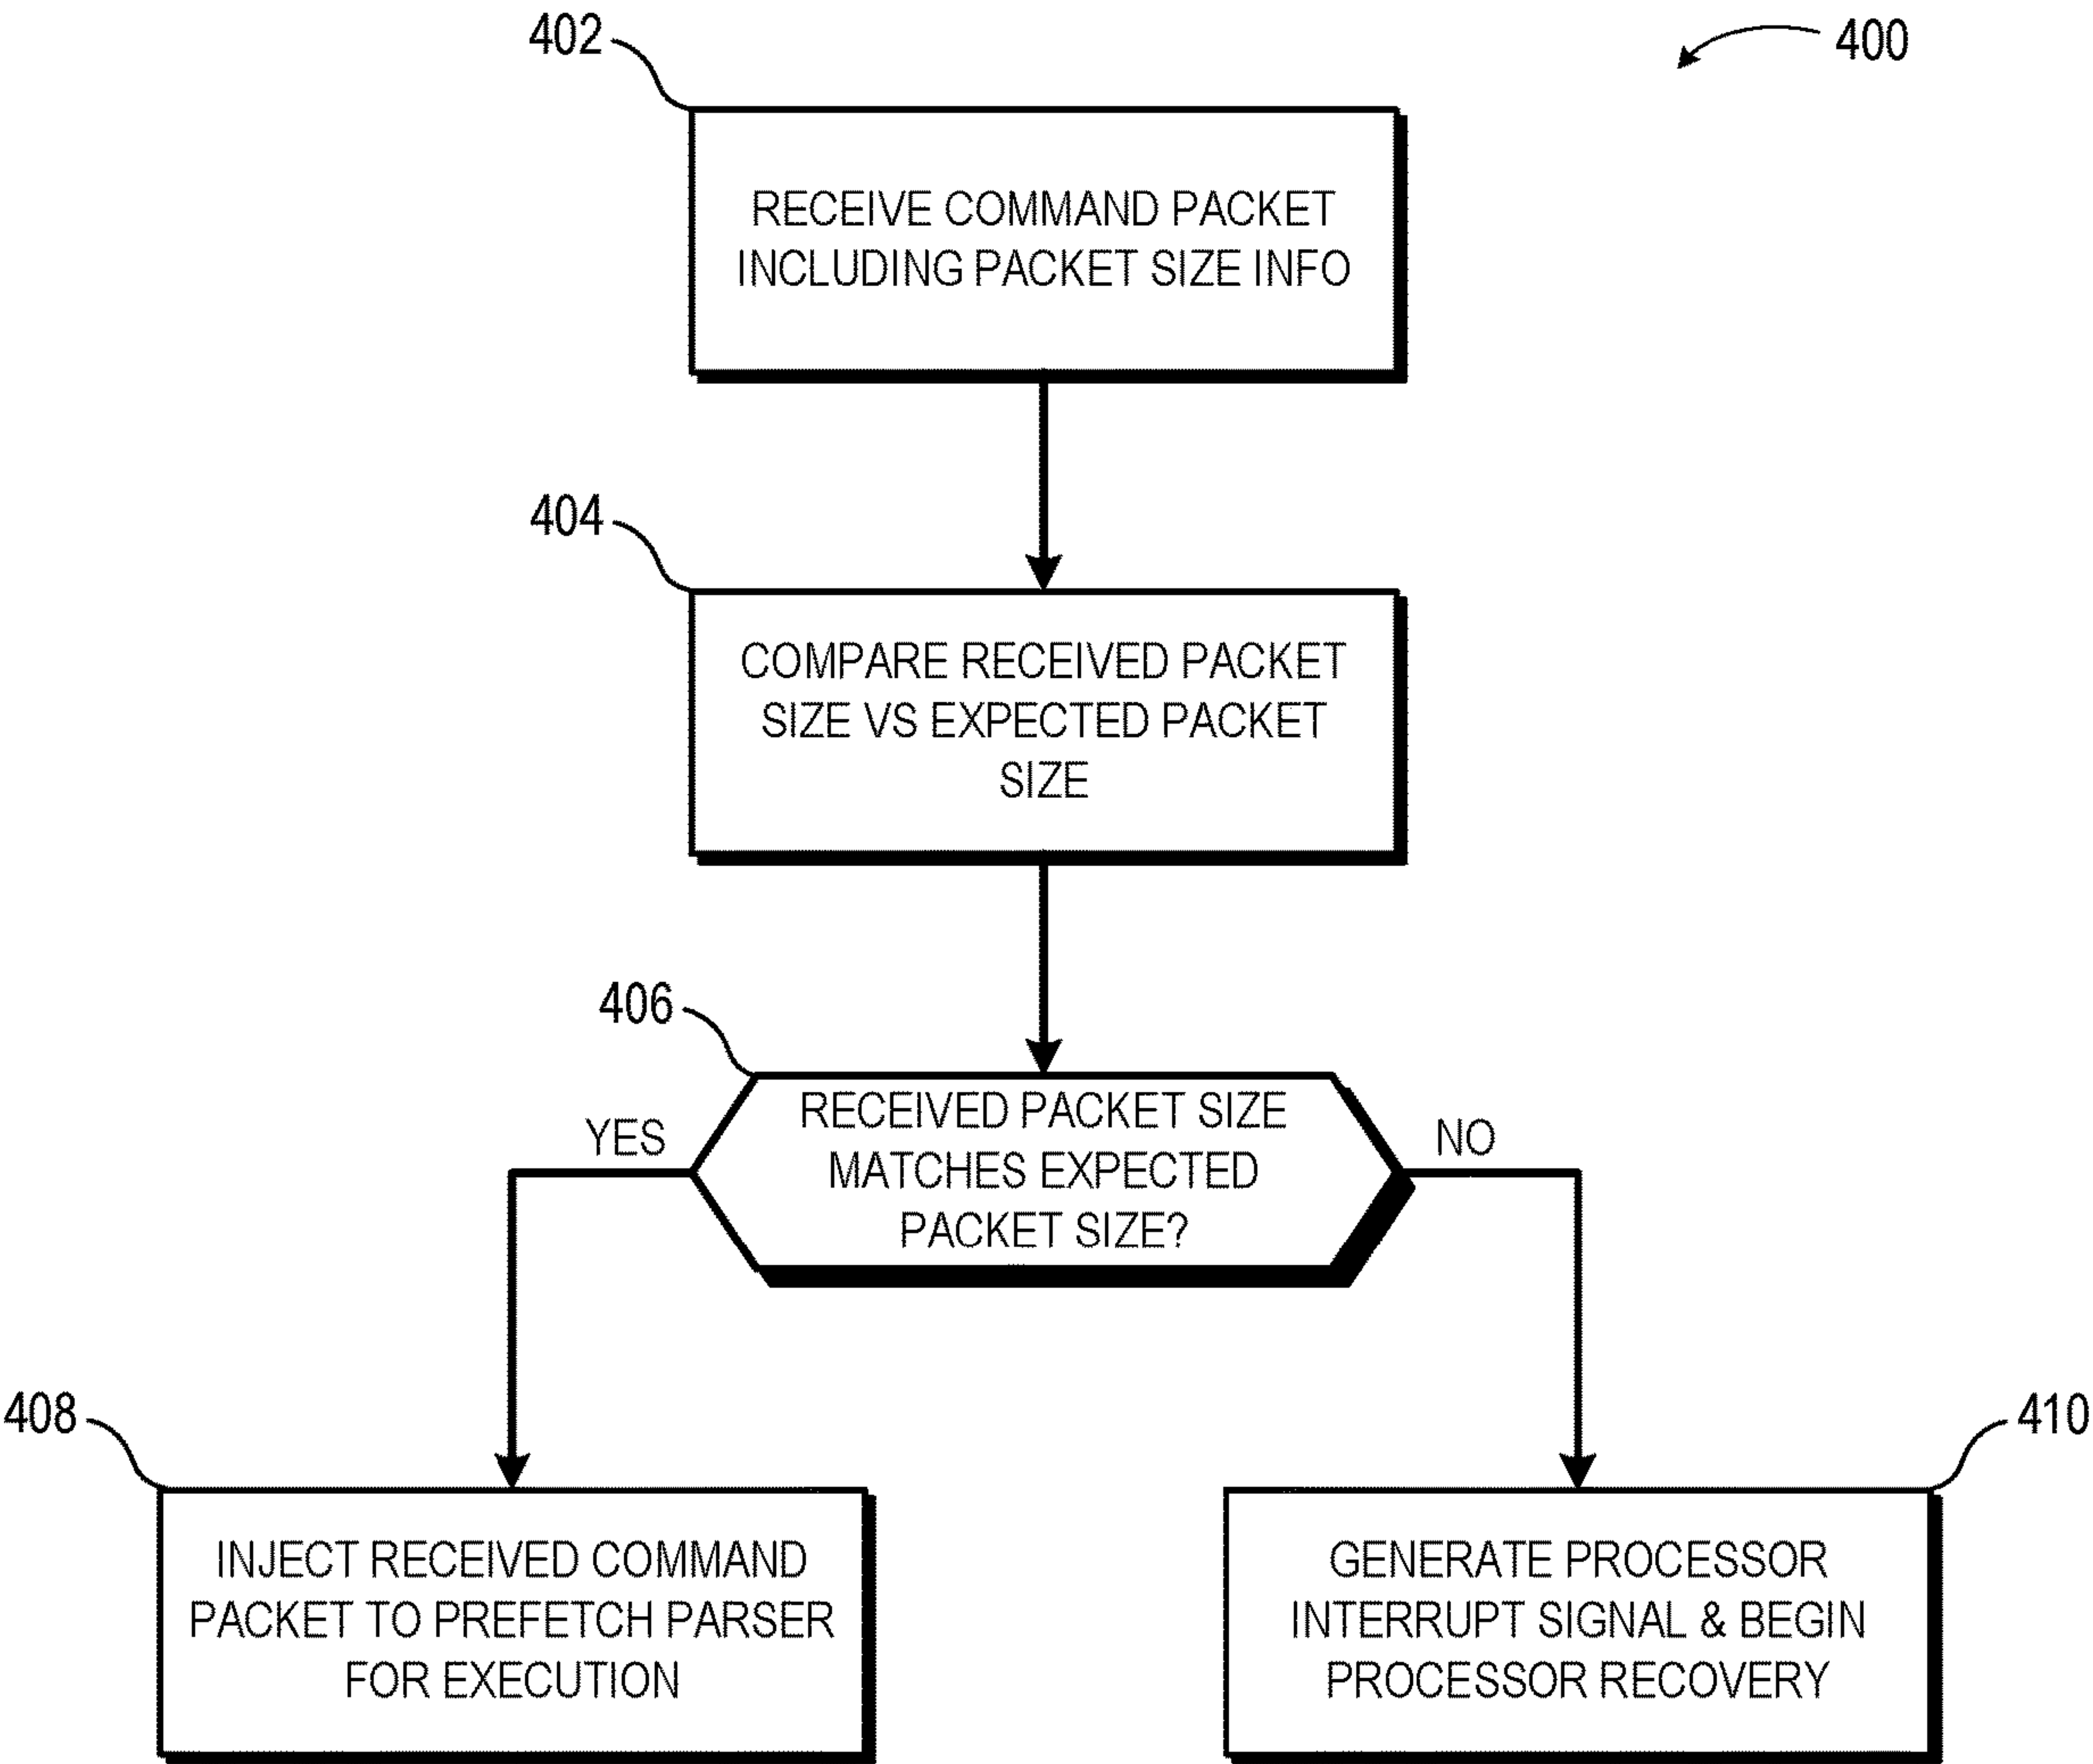 402
400
RECEIVE COMMAND PACKET
INCLUDING PACKET SIZE INFO
404
COMPARE RECEIVED PACKET
SIZE VS EXPECTED PACKET
SIZE
406
YES
RECEIVED PACKET SIZE
MATCHES EXPECTED
PACKET SIZE?
NO
408
410
INJECT RECEIVED COMMAND
PACKET TO PREFETCH PARSER
FOR EXECUTION
GENERATE PROCESSOR
INTERRUPT SIGNAL & BEGIN
PROCESSOR RECOVERY